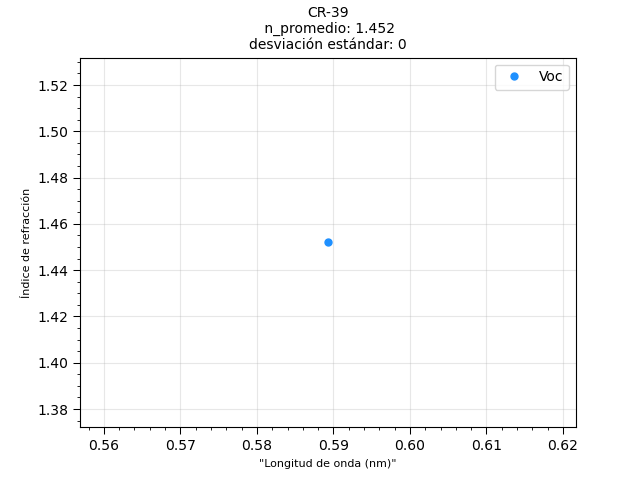 CR-39
n_promedio: 1.452
desviación estándar: 0
Voc
1.52
1.50
1.48
1.46
1.44
1.42
1.40
1.38
Índice de refracción
0.56 0.57 0.58 0.59 0.60 0.61 0.62
"Longitud de onda (nm)"